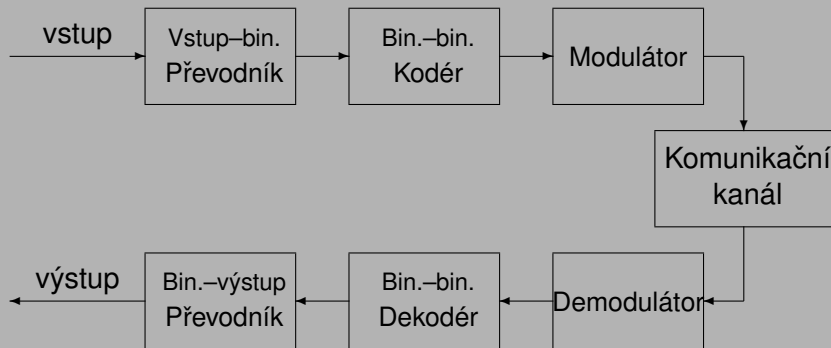 vstup
Vstup–bin.
Převodník
Bin.–bin.
Kodér
Modulátor
Komunikační
kanál
výstup
Bin.–výstup
Převodník
Bin.–bin.
Dekodér
Demodulátor